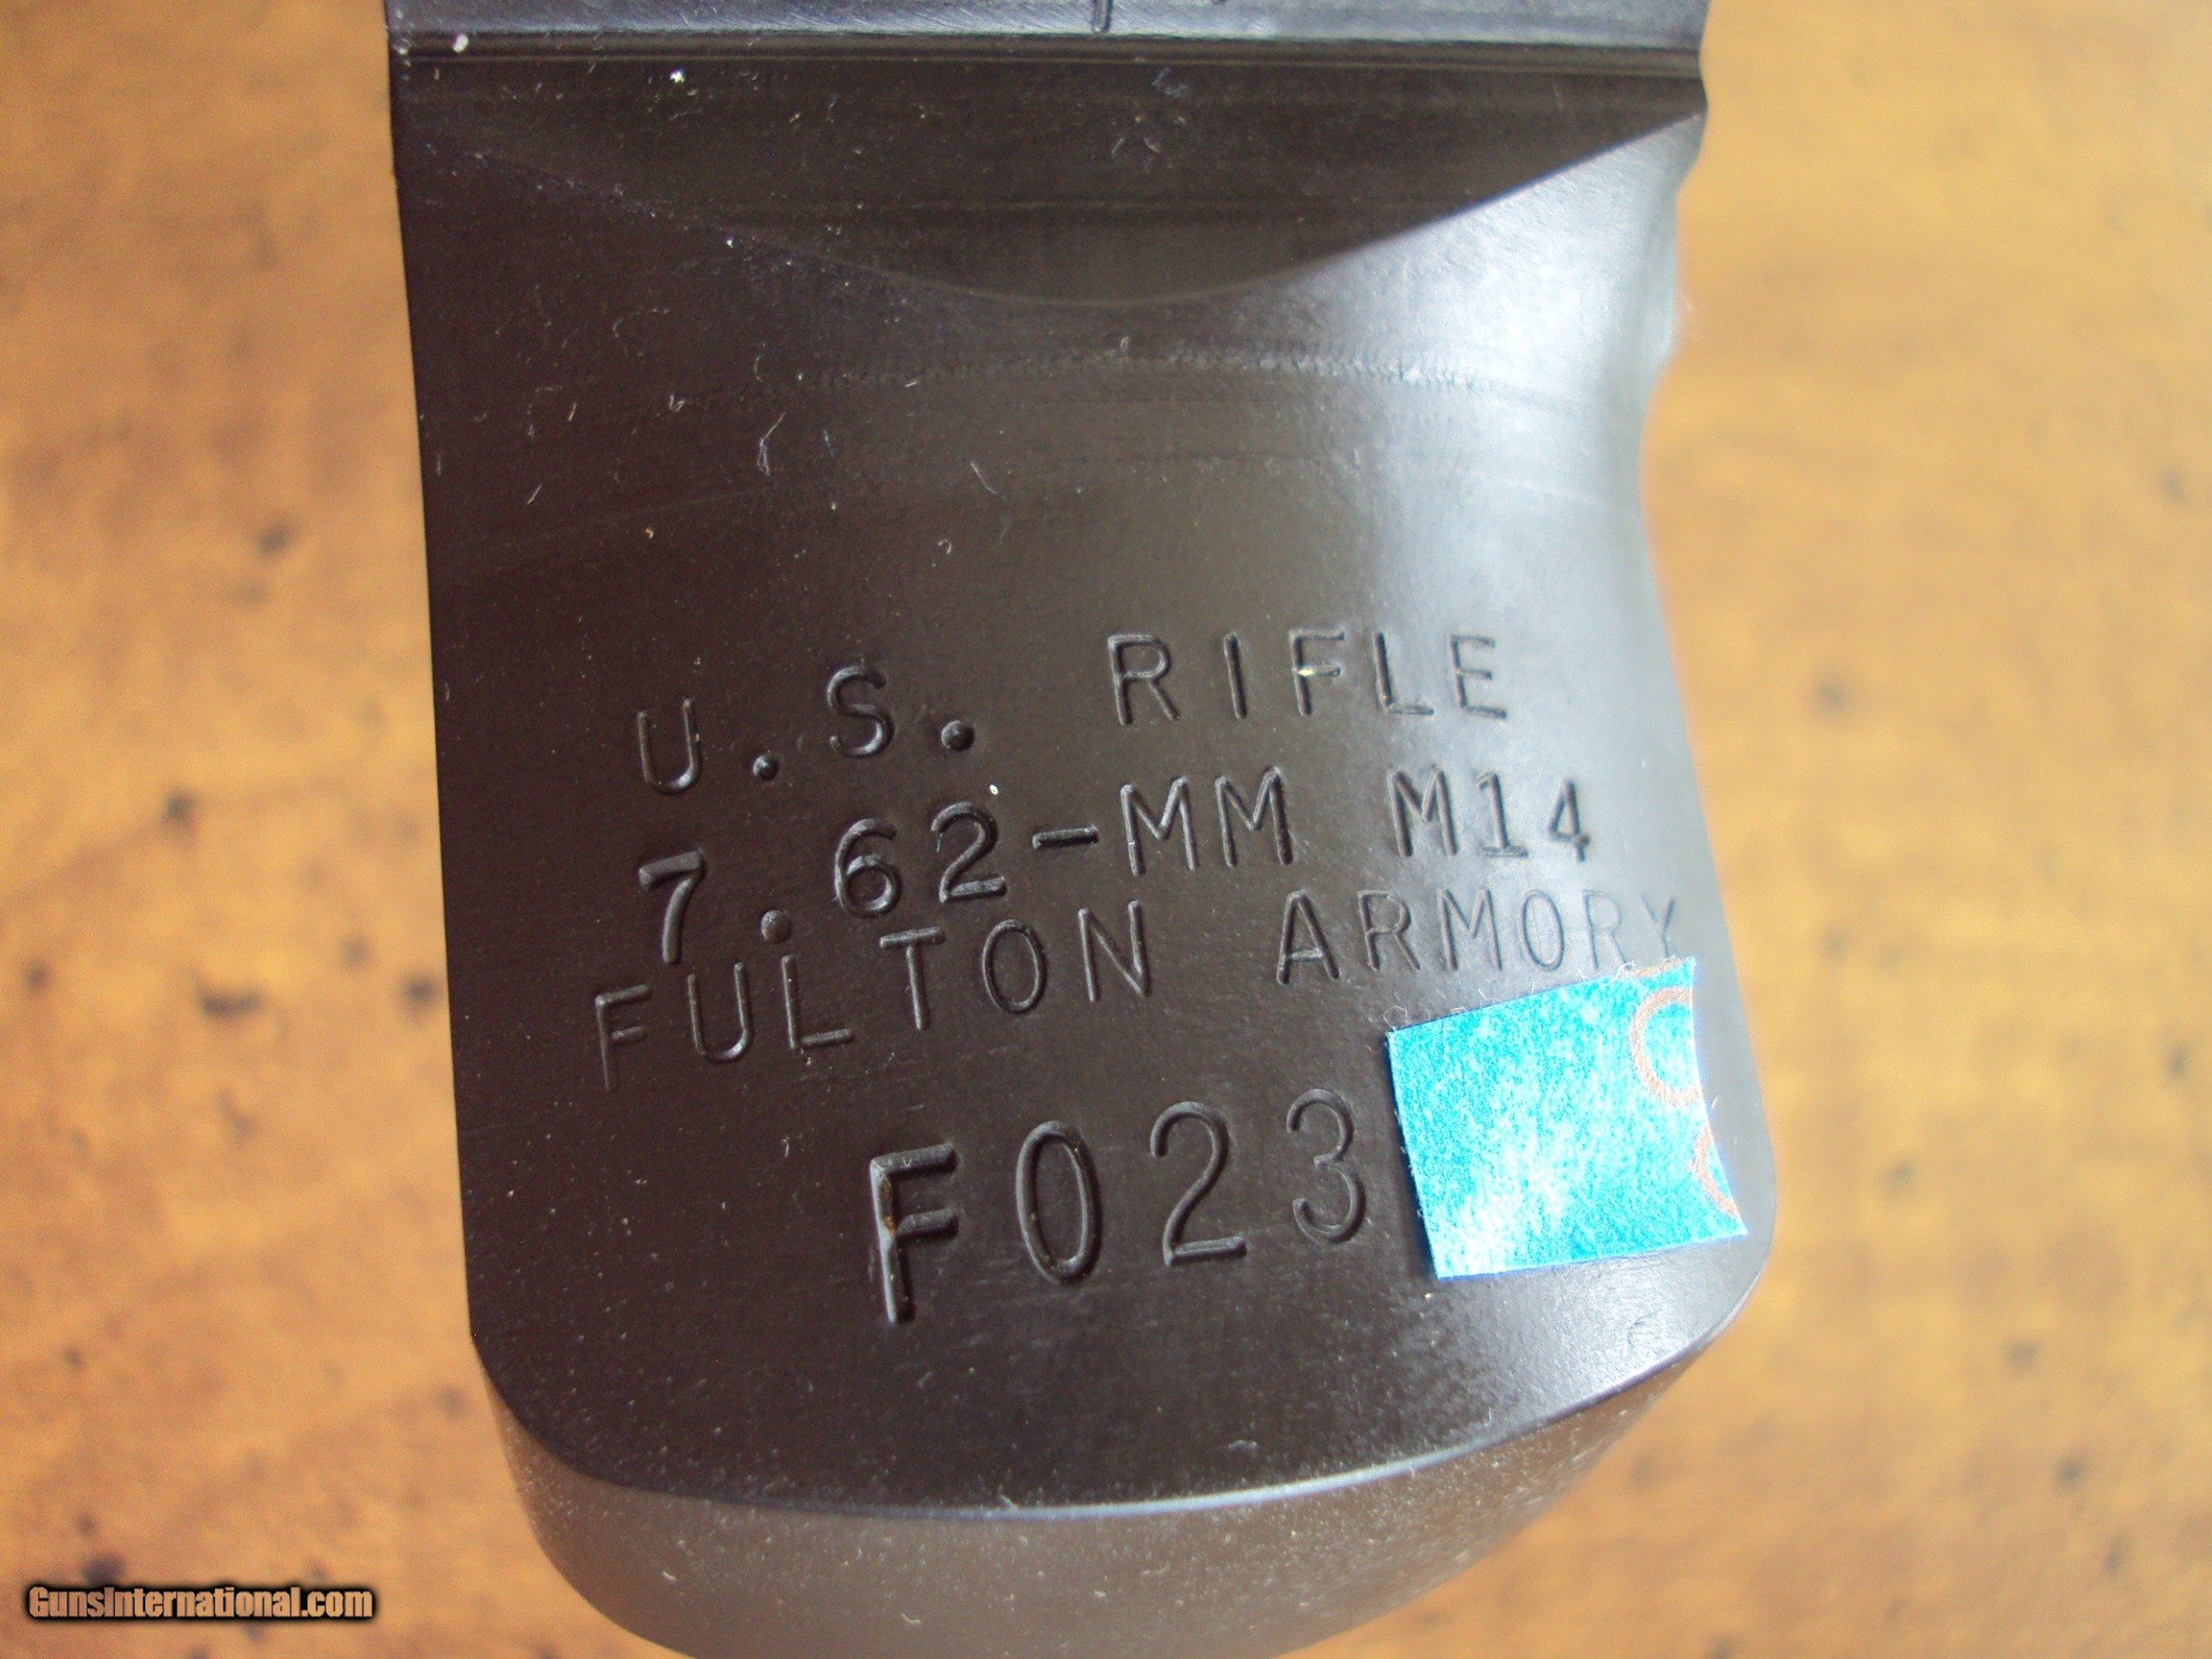 U.S. RIFLE
7.62-MM M14
FULTON ARMORY
F023
GunsInternational.com